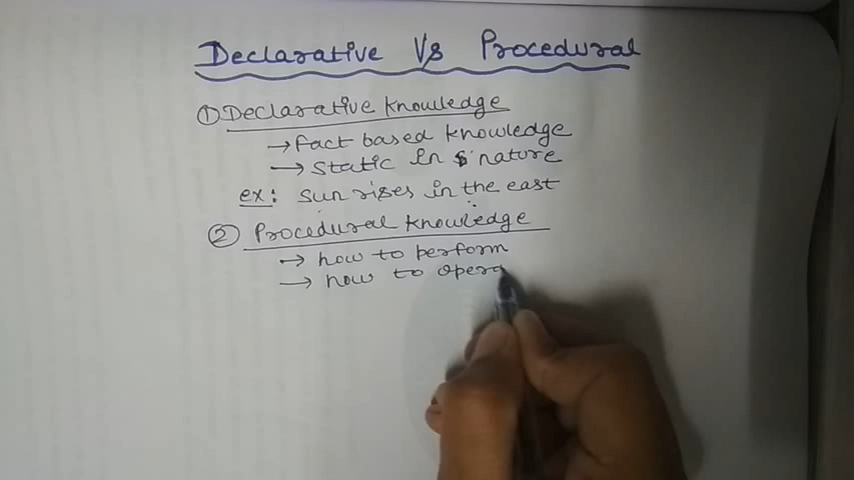 Declarative Vs Procedural
① Declarative knowledge
→ fact based knowledge
→ static in nature
ex: sun rises in the east
② Procedural knowledge
→ how to perform
→ how to opera